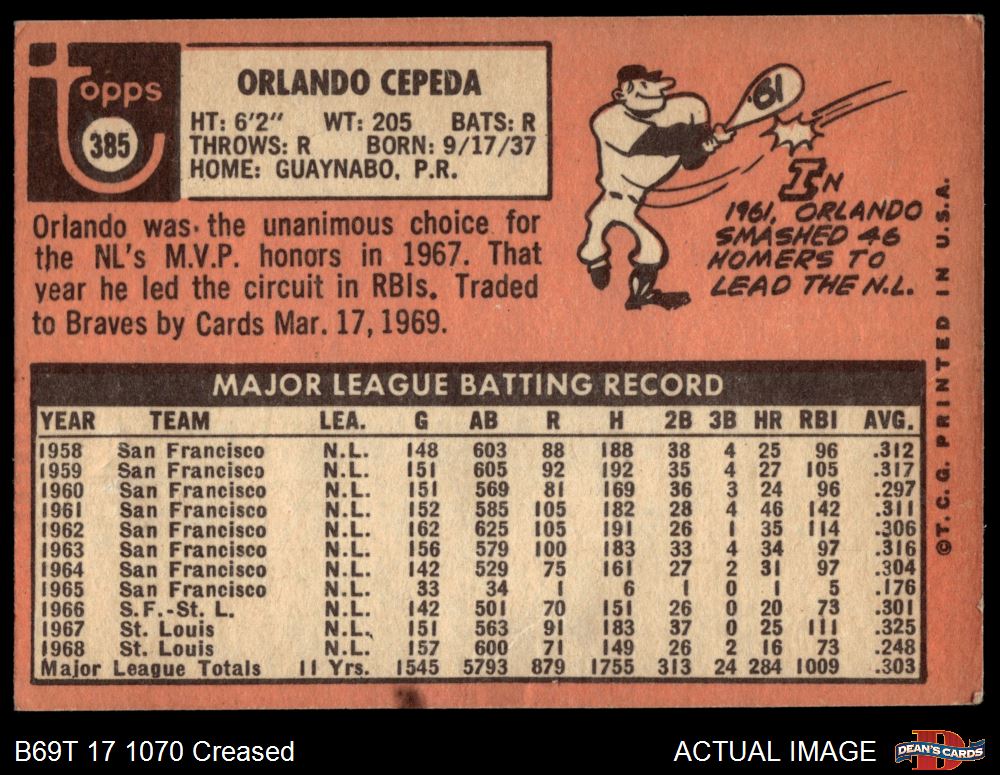 topps
385
ORLANDO CEPEDA
HT: 6'2" WT: 205 BATS: R
THROWS: R BORN: 9/17/37
HOME: GUAYNABO, P.R.
Orlando was the unanimous choice for
the NL's M.V.P. honors in 1967. That
year he led the circuit in RBIs. Traded
to Braves by Cards Mar. 17, 1969.
61
IN
1961, ORLANDO
SMASHED 46
HOMERS TO
LEAD THE N.L.
MAJOR LEAGUE BATTING RECORD
YEAR TEAM LEA. G AB R H 2B 3B HR RBI AVG.
1958 San Francisco N.L. 148 603 88 188 38 4 25 96 .312
1959 San Francisco N.L. 151 605 92 192 35 4 27 105 .317
1960 San Francisco N.L. 151 569 81 169 36 3 24 96 .297
1961 San Francisco N.L. 152 585 105 182 28 4 46 142 .311
1962 San Francisco N.L. 162 625 105 191 26 1 35 114 .306
1963 San Francisco N.L. 156 579 100 183 33 4 34 97 .316
1964 San Francisco N.L. 142 529 75 161 27 2 31 97 .304
1965 San Francisco N.L. 33 34 1 6 1 0 1 5 .176
1966 S.F.-St. L. N.L. 142 501 70 151 26 0 20 73 .301
1967 St. Louis N.L. 151 563 91 183 37 0 25 111 .325
1968 St. Louis N.L. 157 600 71 149 26 2 16 73 .248
Major League Totals 11 Yrs. 1545 5793 879 1755 313 24 284 1009 .303
©T.C.G. PRINTED IN U.S.A.
B69T 17 1070 Creased
ACTUAL IMAGE
DEAN'S CARDS